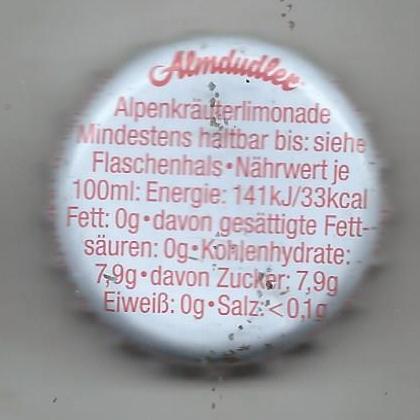 Almdudler
Alpenkräuterlimonade
Mindestens haltbar bis: siehe
Flaschenhals•Nährwert je
100ml: Energie: 141kJ/33kcal
Fett: 0g•davon gesättigte Fett-
säuren: 0g•Kohlenhydrate:
7,9g•davon Zucker: 7,9g
Eiweiß: 0g•Salz:<0,1g